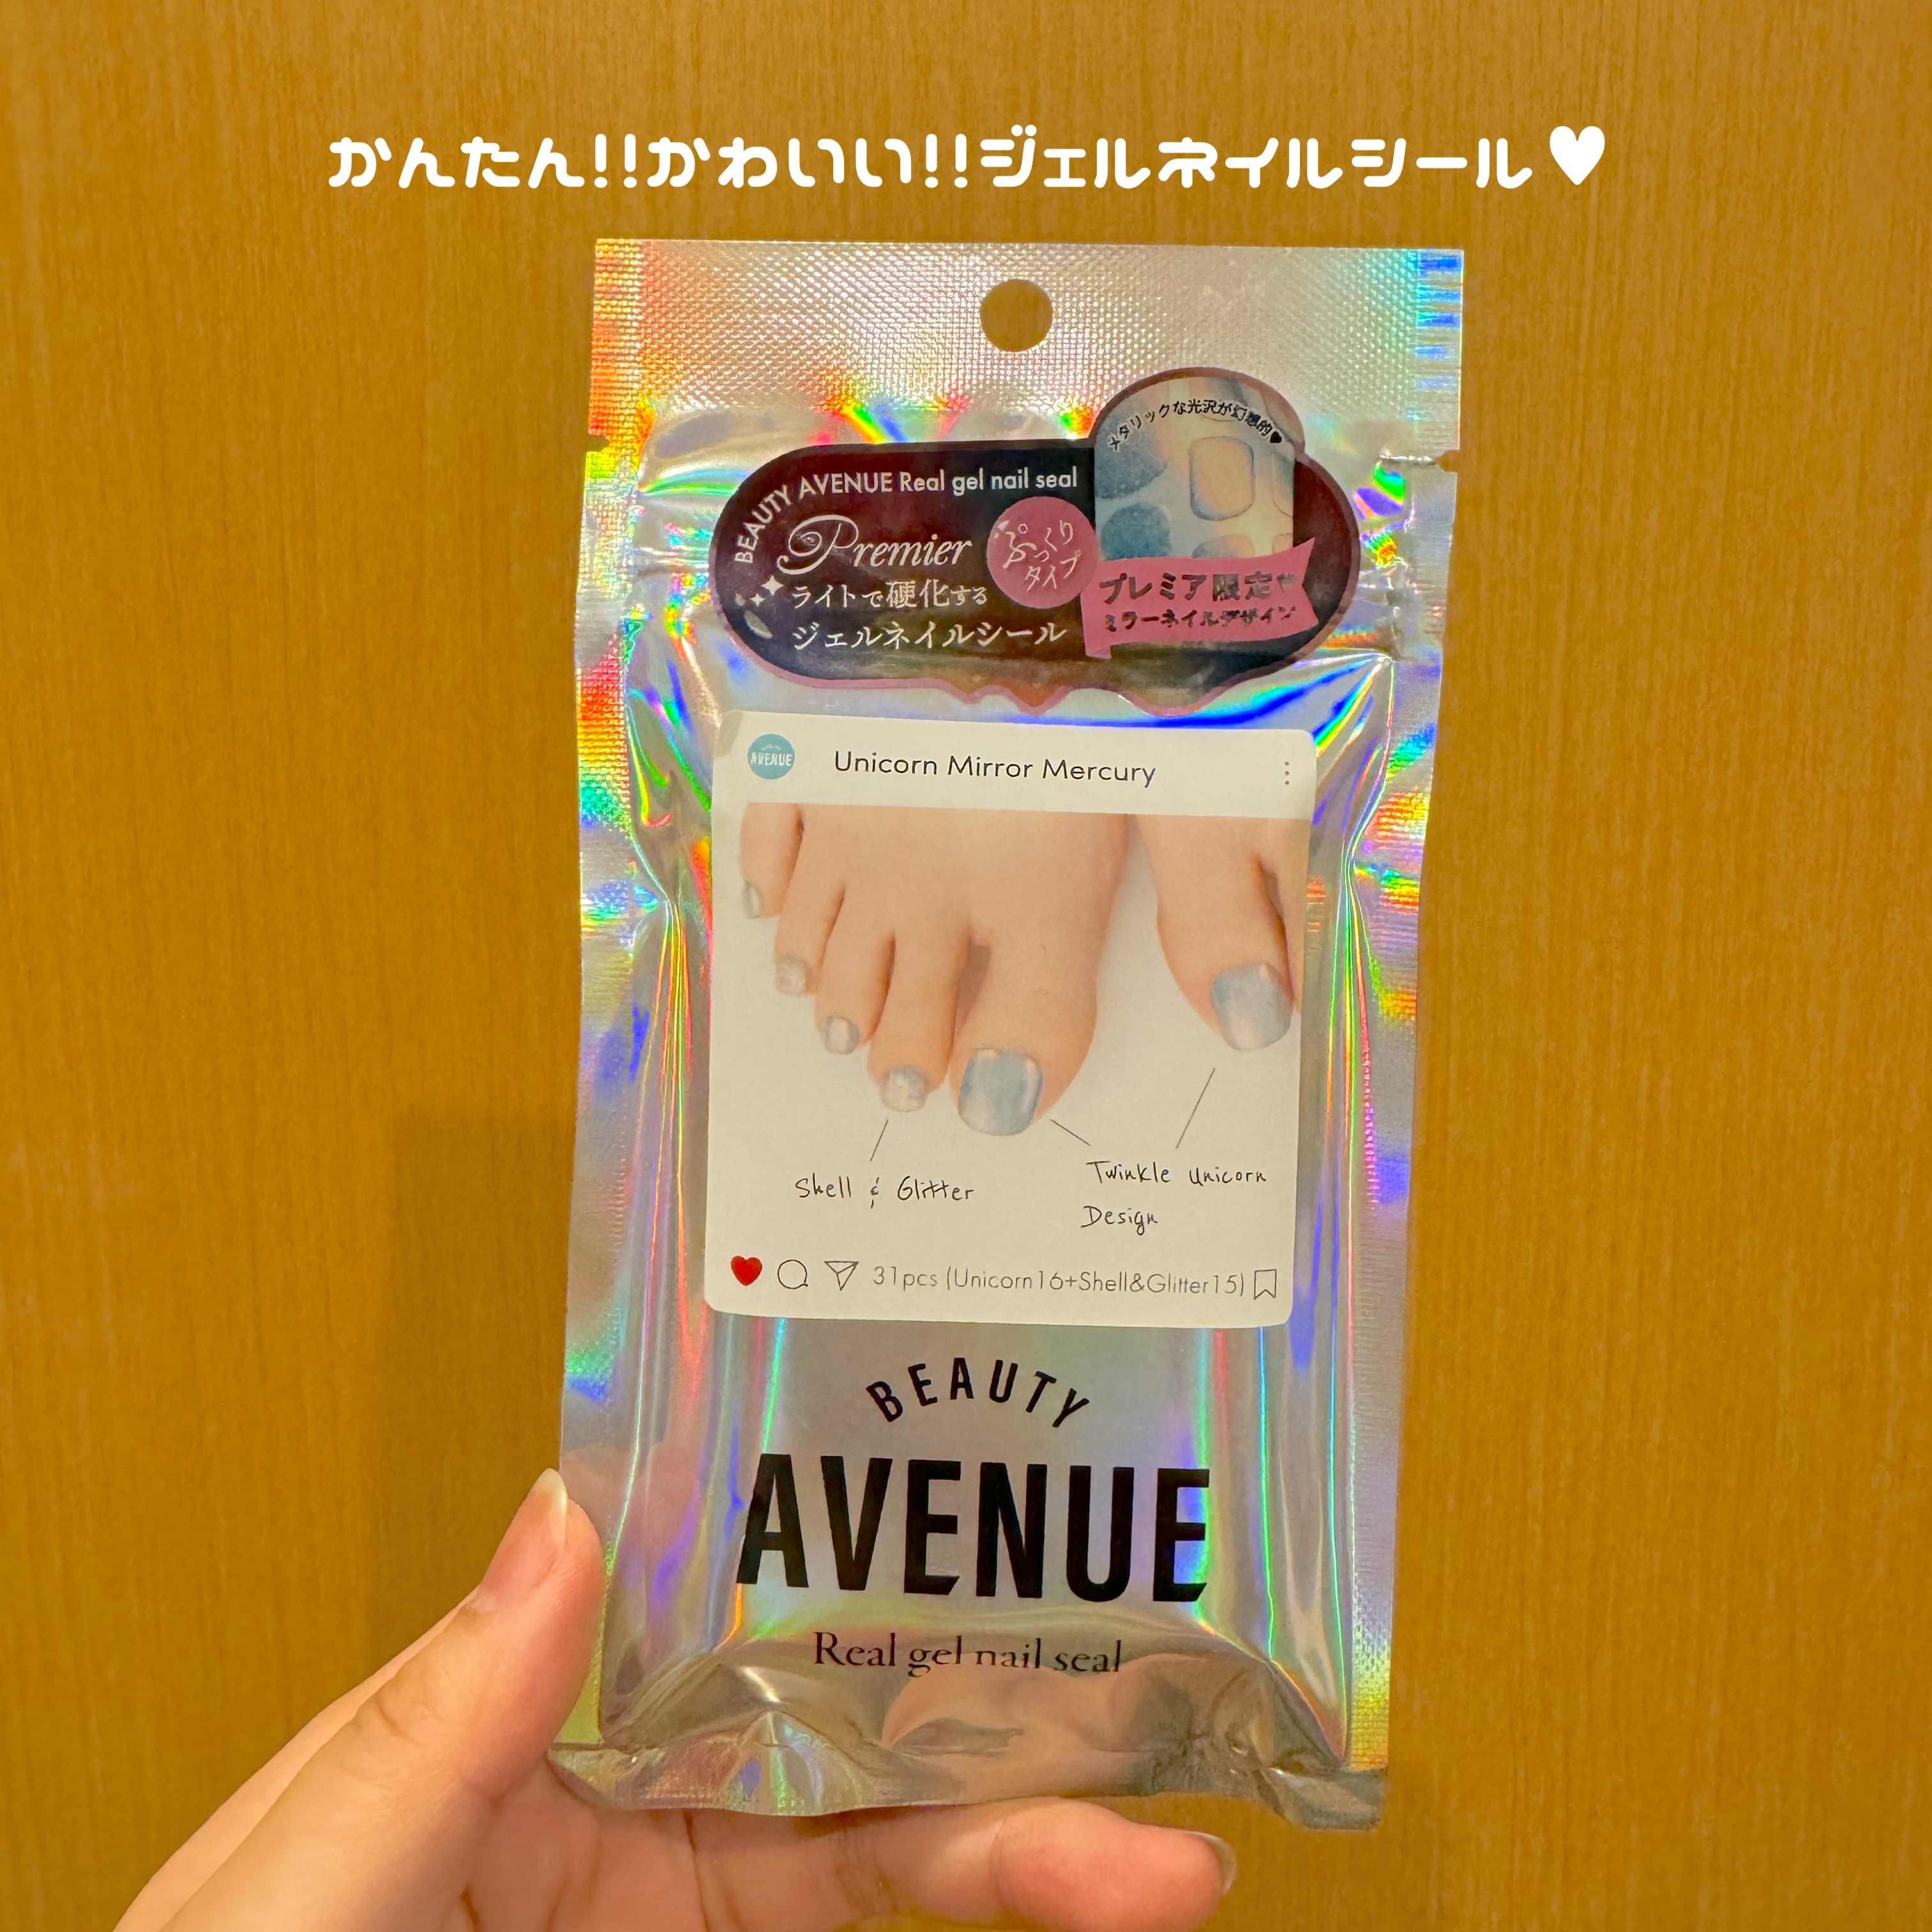 かんたん!!かわいい!!ジェルネイルシール♥
メタリックな光沢が幻想的♥
BEAUTY AVENUE Real gel nail seal
Premier
ぷっくり
タイプ
ライトで硬化する
ジェルネイルシール
プレミア限定♥
ミラーネイルデザイン
AVENUE
Unicorn Mirror Mercury
Shell & Glitter
Twinkle Unicorn
Design
31pcs (Unicorn16+Shell&Glitter15)
BEAUTY
AVENUE
Real gel nail seal